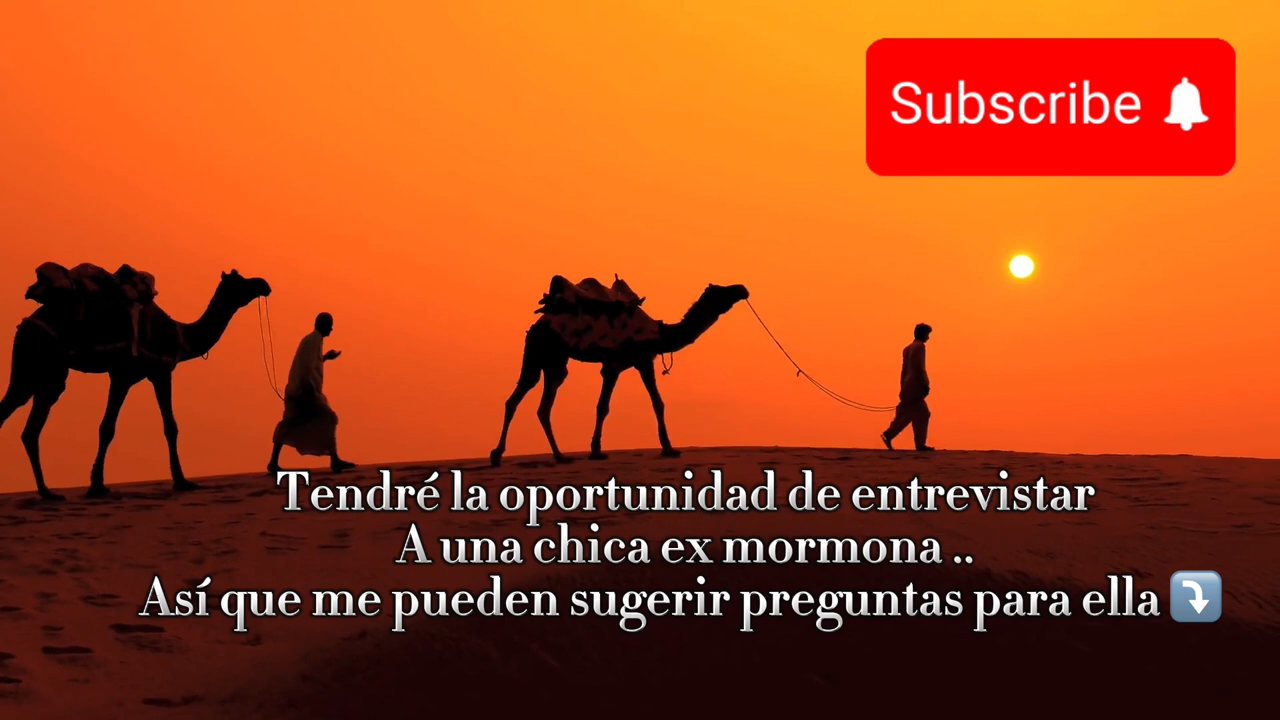 Subscribe
Tendré la oportunidad de entrevistar
A una chica ex mormona ..
Así que me pueden sugerir preguntas para ella ⤵️